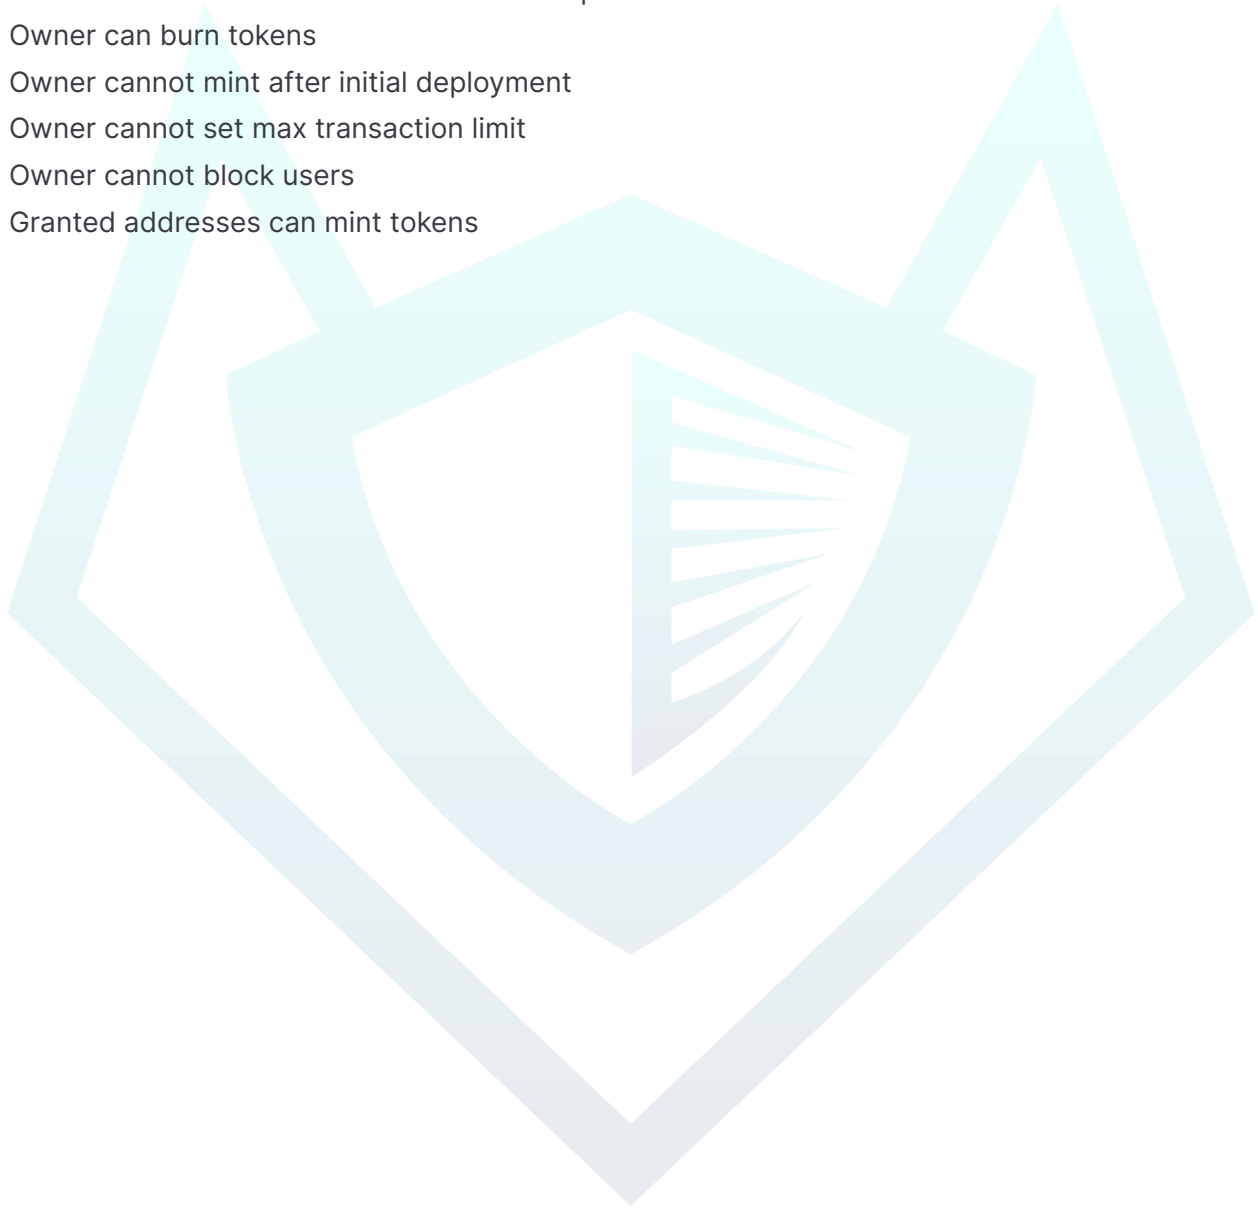 Owner can burn tokens
Owner cannot mint after initial deployment
Owner cannot set max transaction limit
Owner cannot block users
Granted addresses can mint tokens